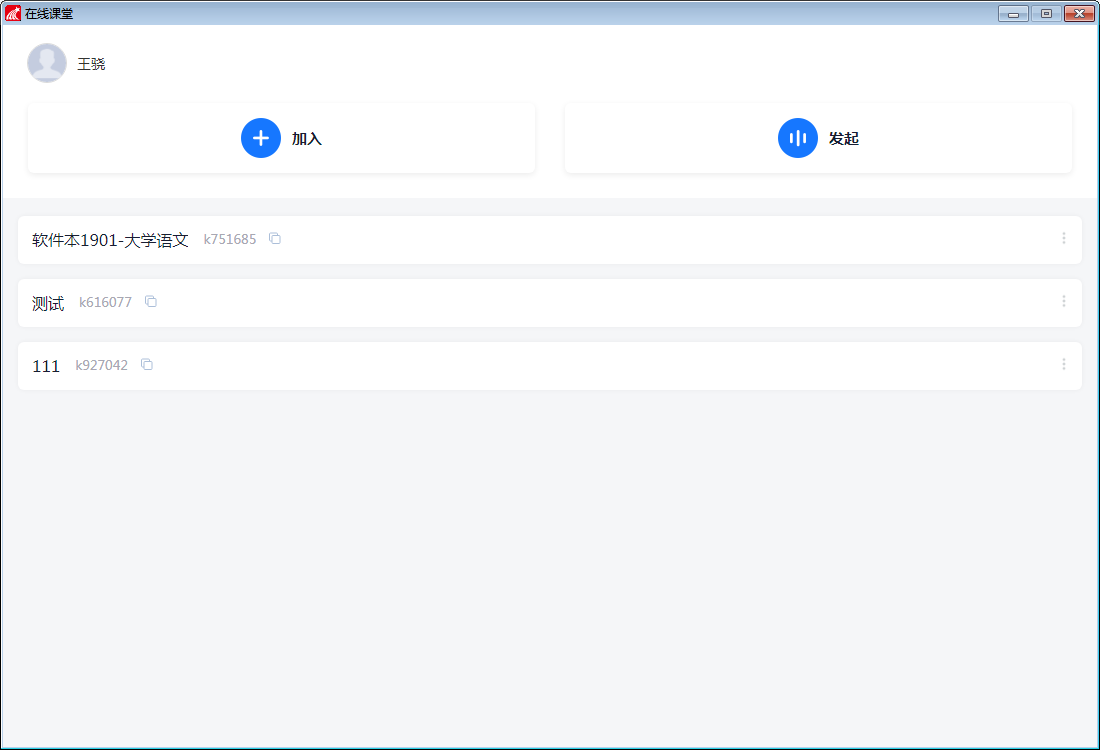 在线课堂
王骁
加入
发起
软件本1901-大学语文 k751685
测试 k616077
111 k927042